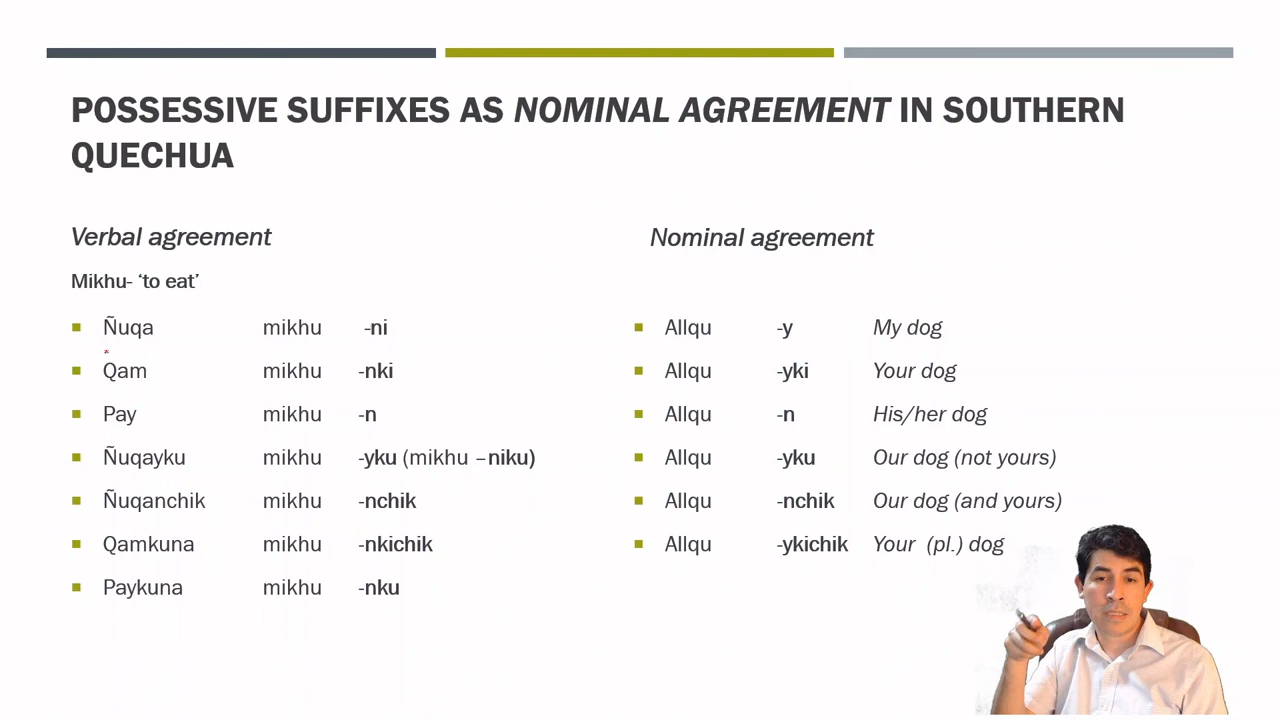 POSSESSIVE SUFFIXES AS NOMINAL AGREEMENT IN SOUTHERN
QUECHUA
Verbal agreement
Mikhu- ‘to eat’
Ñuqa mikhu -ni
Qam mikhu -nki
Pay mikhu -n
Ñuqayku mikhu -yku (mikhu –niku)
Ñuqanchik mikhu -nchik
Qamkuna mikhu -nkichik
Paykuna mikhu -nku
Nominal agreement
Allqu -y My dog
Allqu -yki Your dog
Allqu -n His/her dog
Allqu -yku Our dog (not yours)
Allqu -nchik Our dog (and yours)
Allqu -ykichik Your (pl.) dog